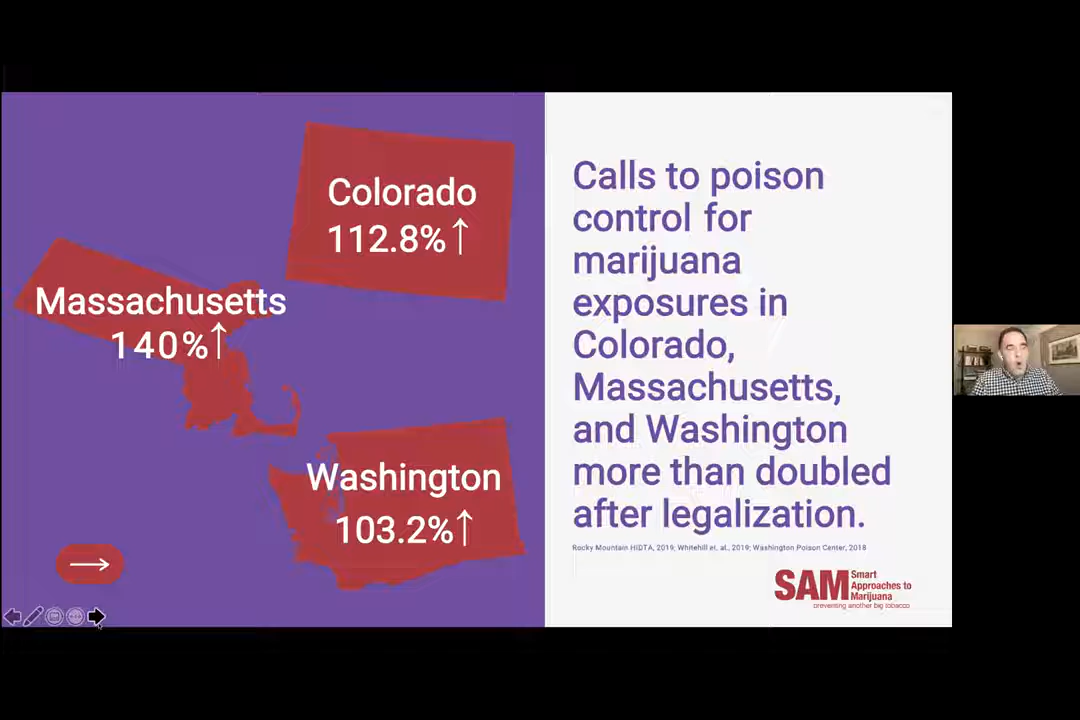 Colorado
112.8%↑
Massachusetts
140%↑
Washington
103.2%↑
Calls to poison
control for
marijuana
exposures in
Colorado,
Massachusetts,
and Washington
more than doubled
after legalization.
Rocky Mountain HIDTA, 2019; Whitehill et. al., 2019; Washington Poison Center, 2018
SAM
Smart
Approaches to
Marijuana
preventing another big tobacco